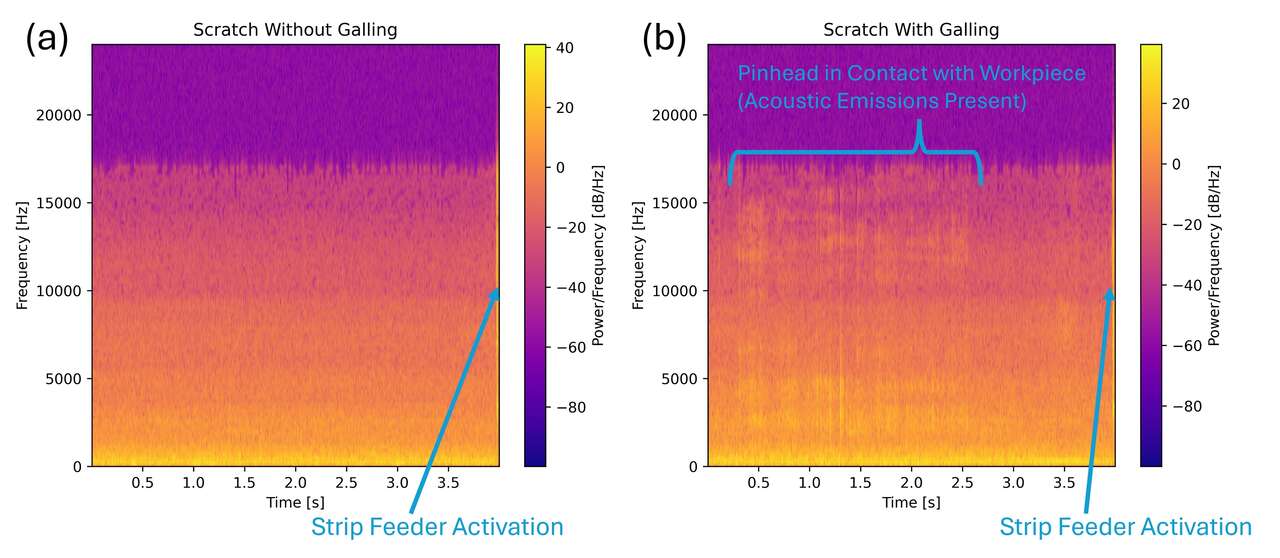 (a)
Scratch Without Galling
Frequency [Hz]
20000
15000
10000
5000
0
0.5 1.0 1.5 2.0 2.5 3.0 3.5
Time [s]
40
20
0
−20
−40
−60
−80
Power/Frequency [dB/Hz]
Strip Feeder Activation
(b)
Scratch With Galling
Pinhead in Contact with Workpiece
(Acoustic Emissions Present)
Frequency [Hz]
20000
15000
10000
5000
0
0.5 1.0 1.5 2.0 2.5 3.0 3.5
Time [s]
20
0
−20
−40
−60
−80
Power/Frequency [dB/Hz]
Strip Feeder Activation